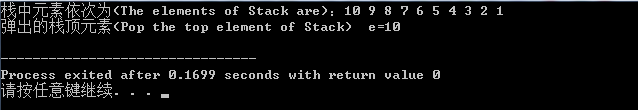 栈中元素依次为(The elements of Stack are): 10 9 8 7 6 5 4 3 2 1
弹出的栈顶元素(Pop the top element of Stack)  e=10
--------------------------------
Process exited after 0.1699 seconds with return value 0
请按任意键继续. . .